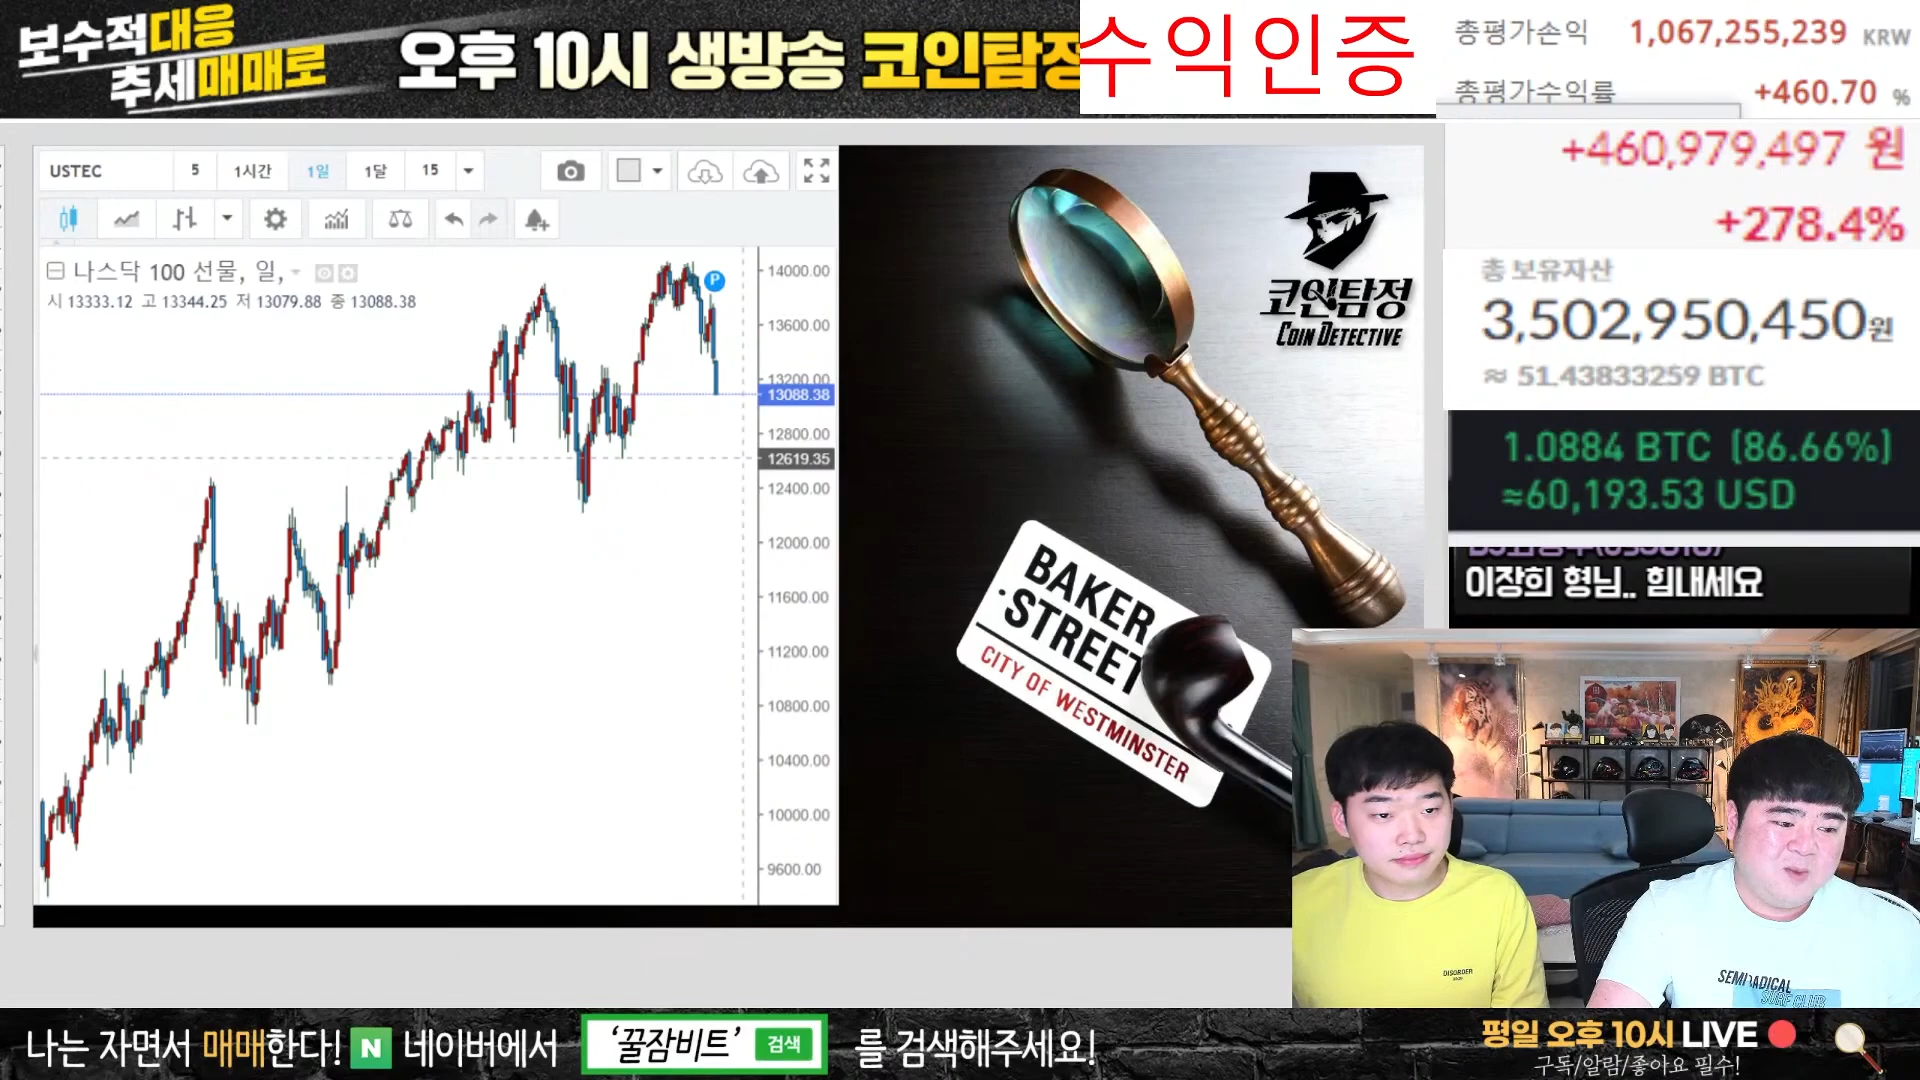 보수적대응
추세매매로
오후 10시 생방송 코인탐정
수익인증
총평가손익 1,067,255,239 KRW
총평가수익률 +460.70 %
+460,979,497 원
+278.4%
총 보유자산
3,502,950,450원
≈ 51.43833259 BTC
1.0884 BTC (86.66%)
≈60,193.53 USD
이장희 형님.. 힘내세요
USTEC 5 1시간 1일 1달 15
나스닥 100 선물, 일,
시 13333.12 고 13344.25 저 13079.88 종 13088.38
P
14000.00
13600.00
13200.00
13088.38
12800.00
12619.35
12400.00
12000.00
11600.00
11200.00
10800.00
10400.00
10000.00
9600.00
코인탐정
COIN DETECTIVE
BAKER
STREET
CITY OF WESTMINSTER
DISORDER
SEMIRADICAL
SURF CLUB
나는 자면서 매매한다! N 네이버에서 ‘꿀잠비트’ 검색 를 검색해주세요!
평일 오후 10시 LIVE
구독/알람/좋아요 필수!